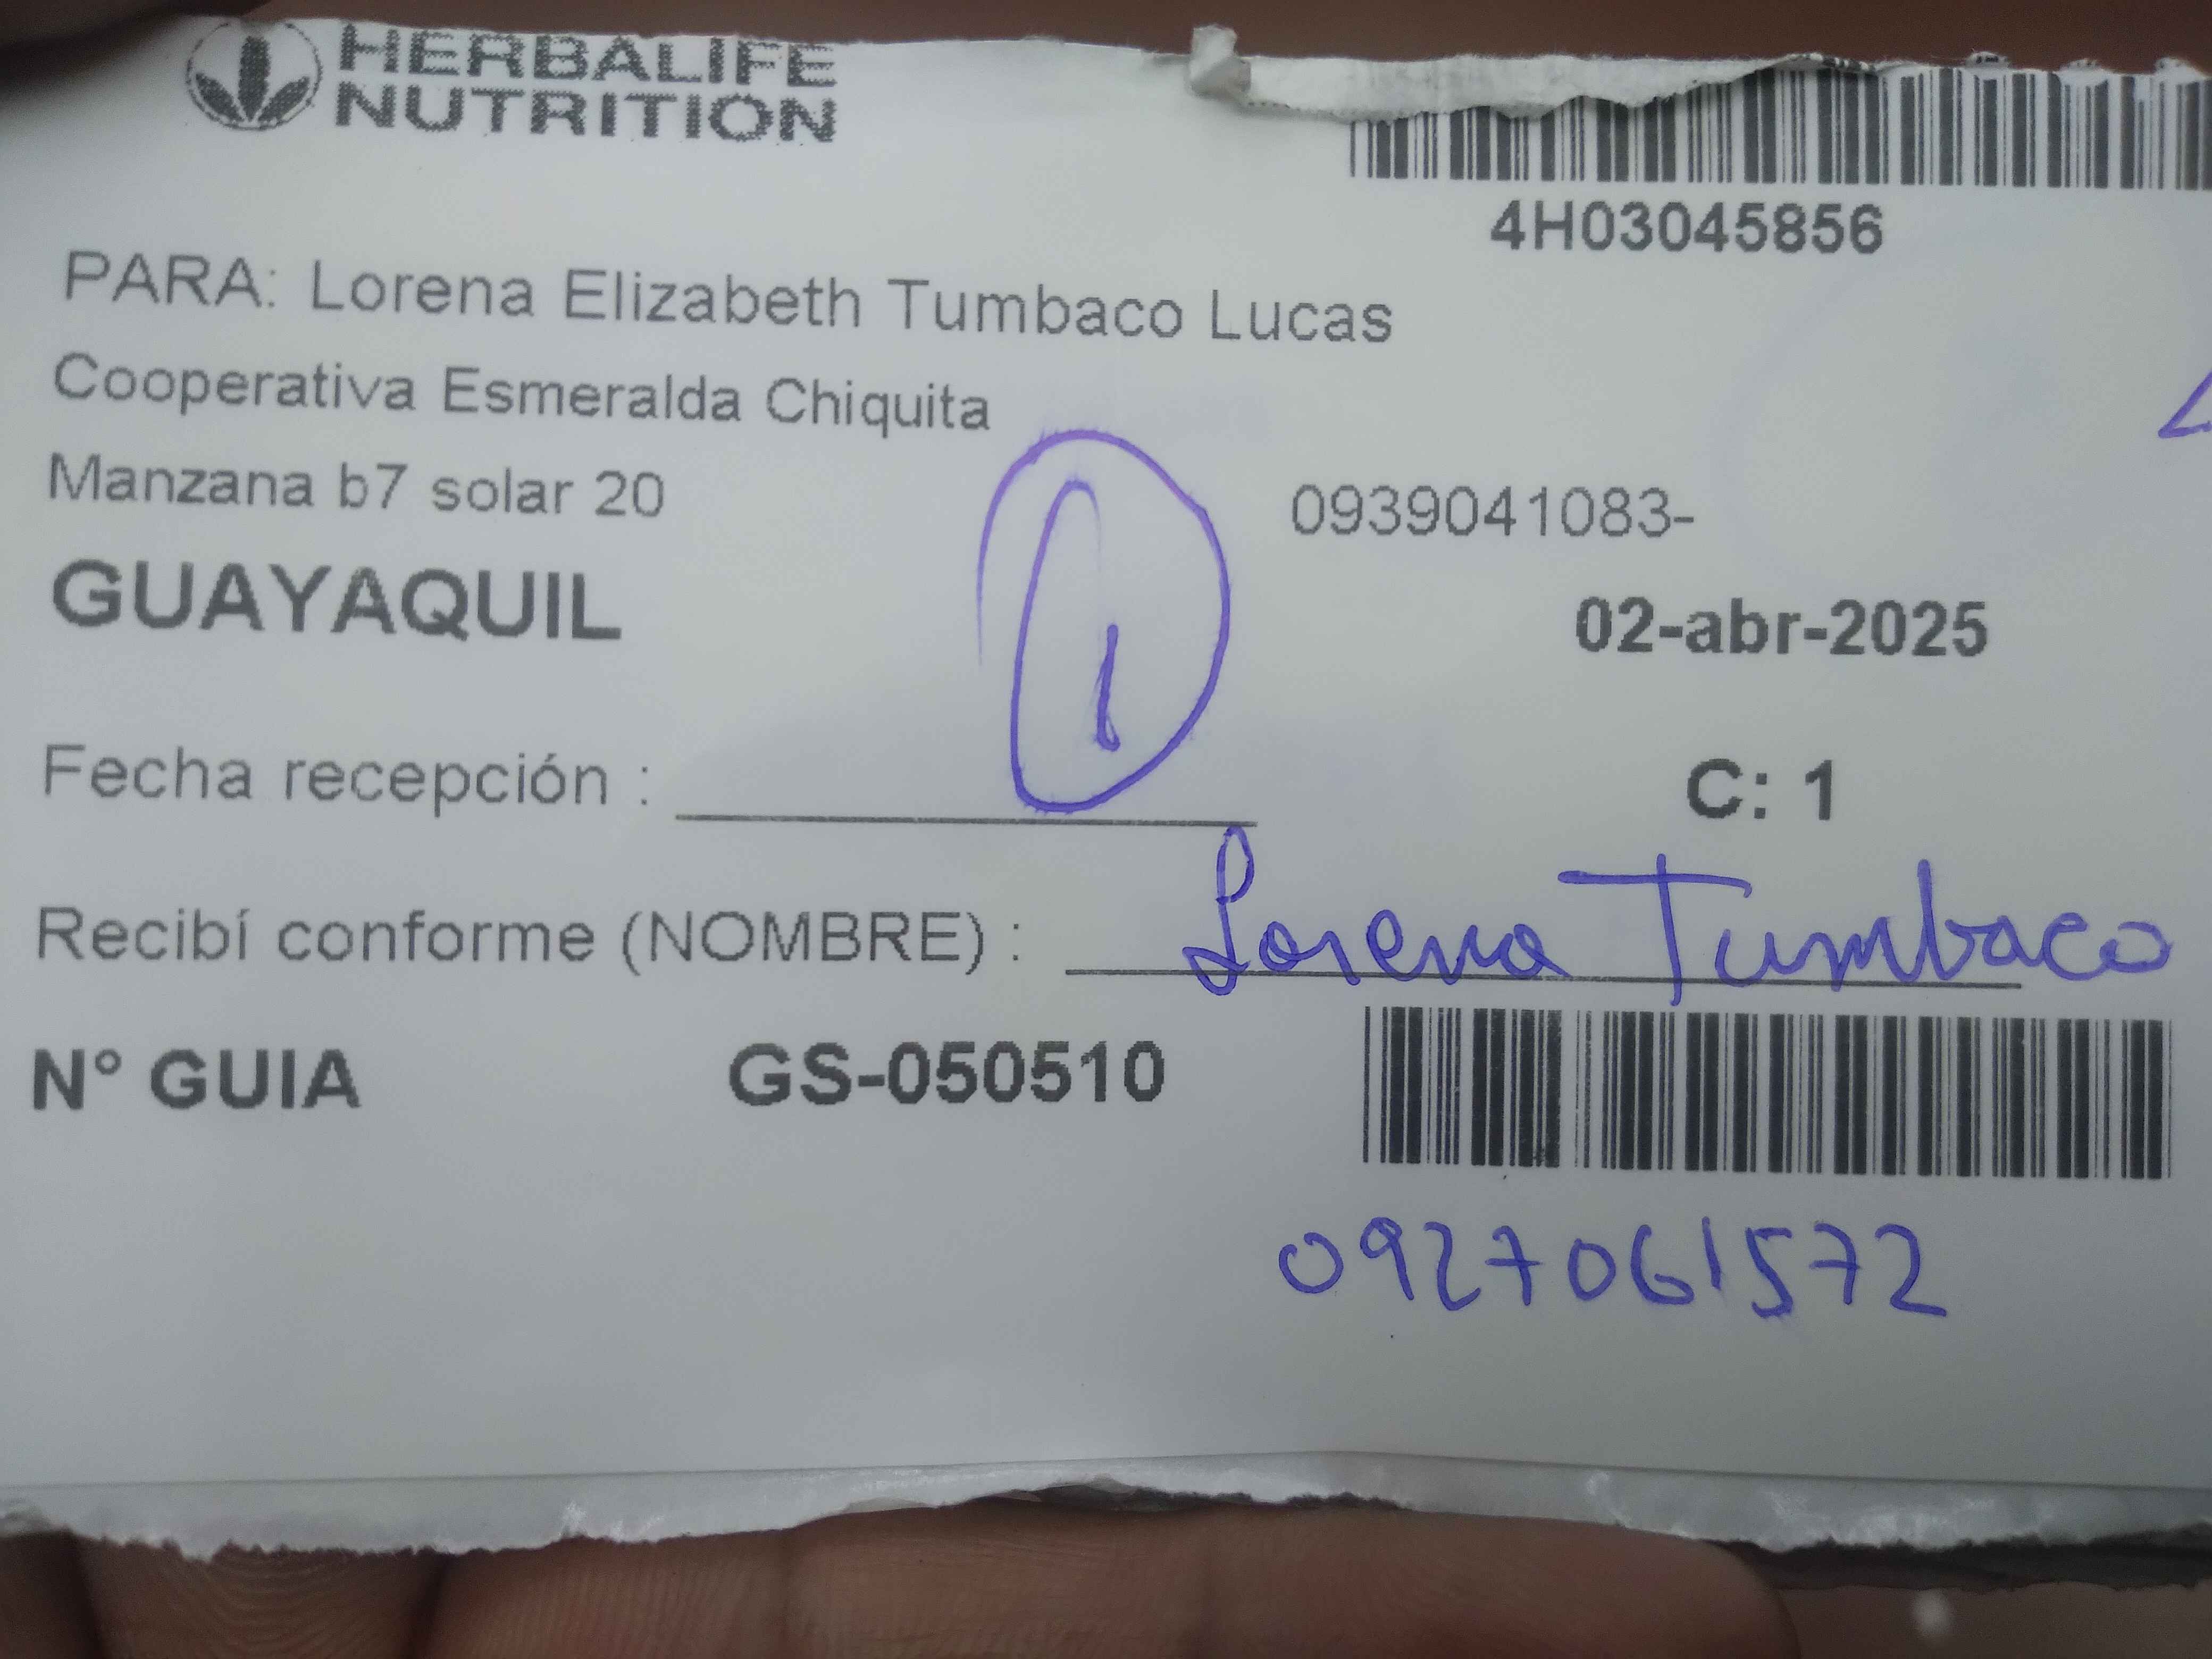 HERBALIFE
NUTRITION
4H03045856
PARA: Lorena Elizabeth Tumbaco Lucas
Cooperativa Esmeralda Chiquita
Manzana b7 solar 20
0939041083-
GUAYAQUIL
02-abr-2025
1
Fecha recepción :
C: 1
Recibí conforme (NOMBRE) : Lorena Tumbaco
N° GUIA GS-050510
0927061572